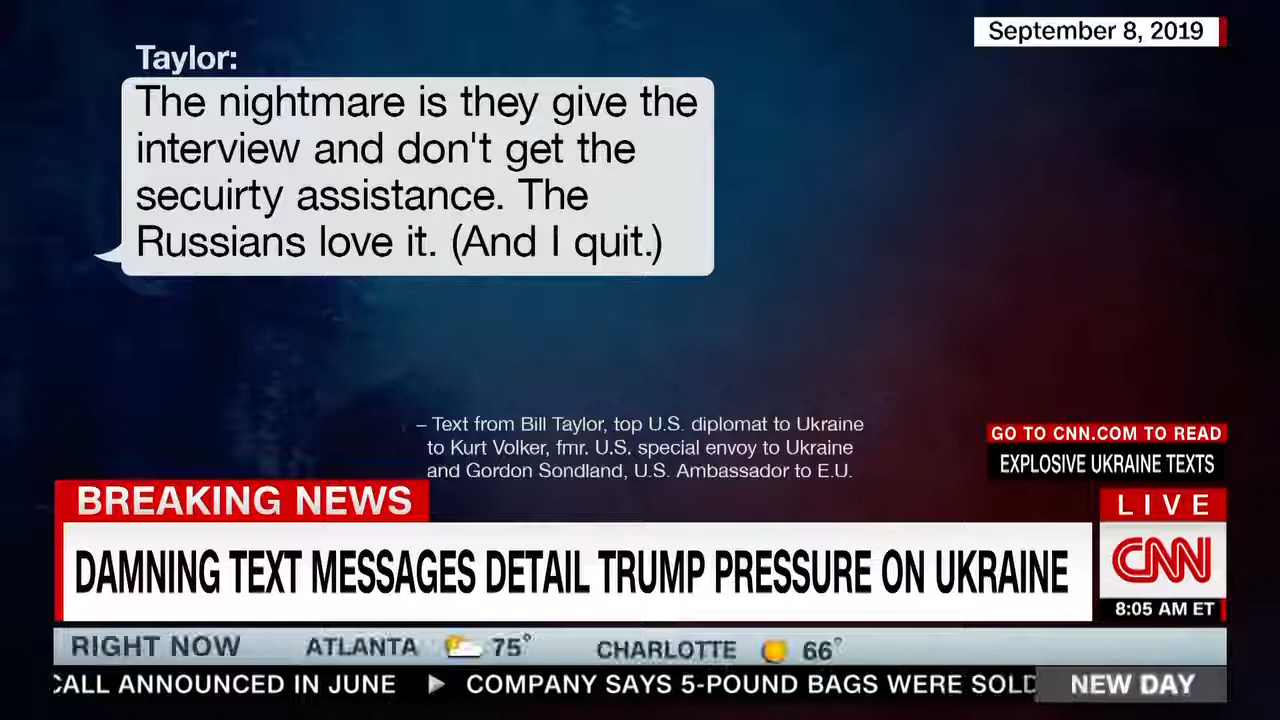 September 8, 2019
Taylor:
The nightmare is they give the
interview and don't get the
secuirty assistance. The
Russians love it. (And I quit.)
– Text from Bill Taylor, top U.S. diplomat to Ukraine
to Kurt Volker, fmr. U.S. special envoy to Ukraine
and Gordon Sondland, U.S. Ambassador to E.U.
GO TO CNN.COM TO READ
EXPLOSIVE UKRAINE TEXTS
BREAKING NEWS
LIVE
DAMNING TEXT MESSAGES DETAIL TRUMP PRESSURE ON UKRAINE
CNN
8:05 AM ET
RIGHT NOW ATLANTA 75° CHARLOTTE 66°
CALL ANNOUNCED IN JUNE ▶ COMPANY SAYS 5-POUND BAGS WERE SOLD
NEW DAY